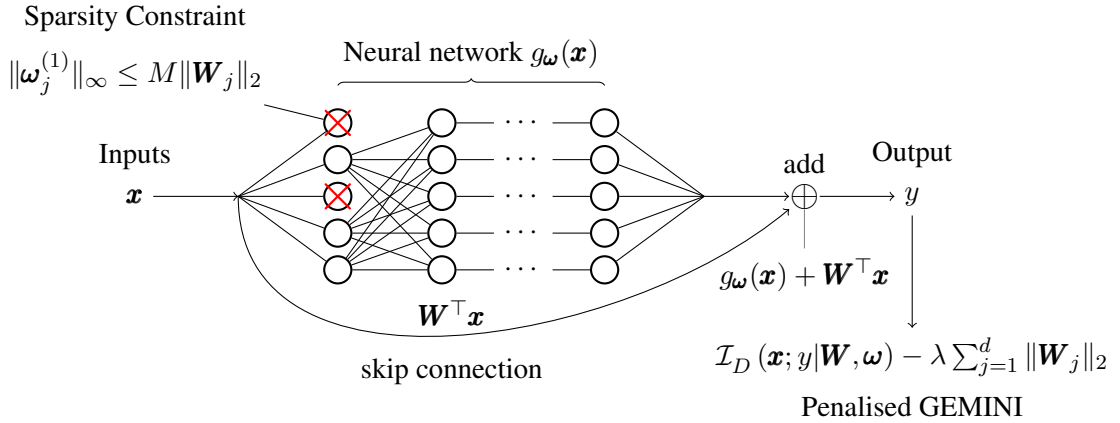 Sparsity Constraint
‖ω_j^{(1)}‖_∞ ≤ M‖W_j‖_2
Neural network g_ω(x)
Inputs
x
add
Output
y
g_ω(x) + W^⊤x
W^⊤x
skip connection
I_D (x; y|W, ω) − λ ∑_{j=1}^{d} ‖W_j‖_2
Penalised GEMINI